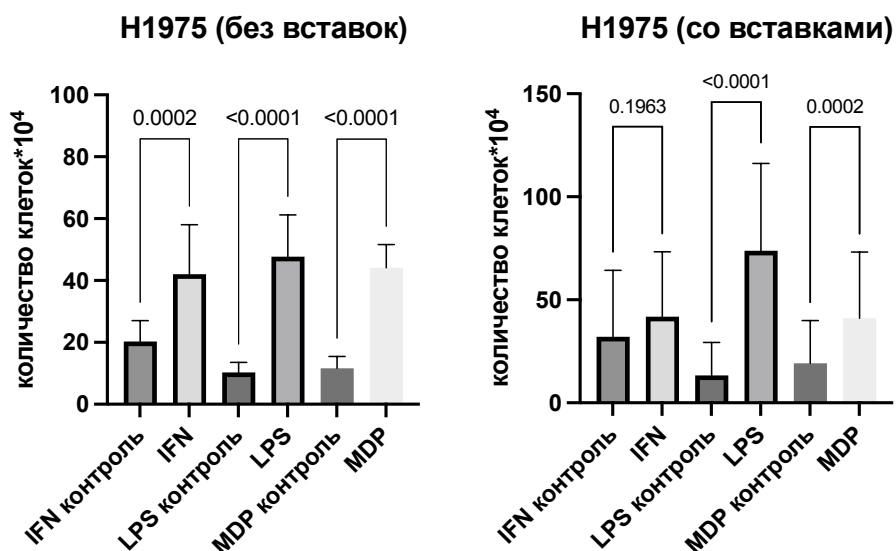 H1975 (без вставок)
количество клеток*10⁴
100
80
60
40
20
0
0.0002
<0.0001
<0.0001
IFN контроль
IFN
LPS контроль
LPS
MDP контроль
MDP
H1975 (со вставками)
количество клеток*10⁴
150
100
50
0
0.1963
<0.0001
0.0002
IFN контроль
IFN
LPS контроль
LPS
MDP контроль
MDP